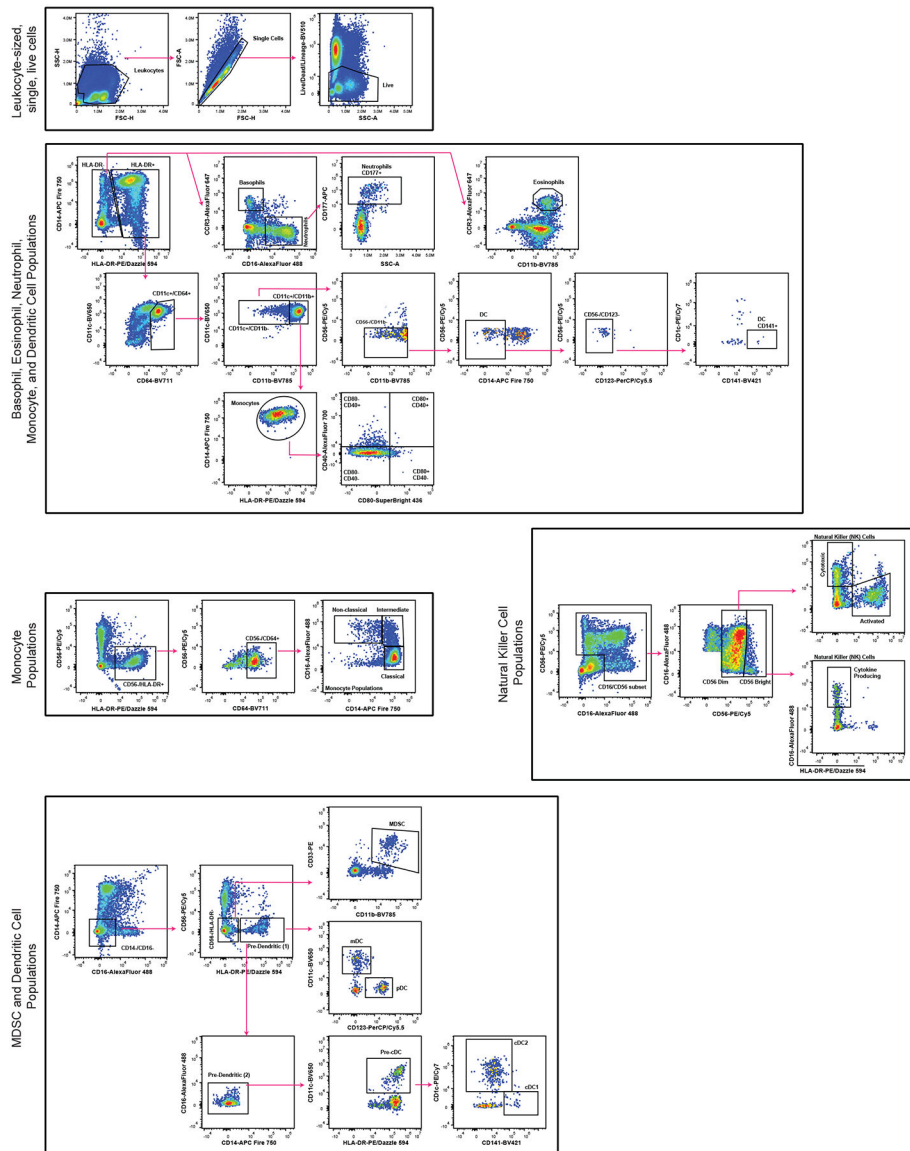 Leukocyte-sized,
single, live cells
SSC-H
Leukocytes
FSC-H
FSC-A
Single Cells
FSC-H
Live/Dead/Lineage-BV510
Live
SSC-A
Basophil, Eosinophil, Neutrophil,
Monocyte, and Dendritic Cell Populations
CD14-APC Fire 750
HLA-DR-
HLA-DR+
HLA-DR-PE/Dazzle 594
CCR3-AlexaFluor 647
Basophils
Neutrophils
CD16-AlexaFluor 488
CD177-APC
Neutrophils
CD177+
SSC-A
CCR3-AlexaFluor 647
Eosinophils
CD11b-BV785
CD11c-BV650
CD11c+/CD64+
CD64-BV711
CD11c-BV650
CD11c+/CD11b+
CD11c+/CD11b-
CD11b-BV785
CD56-PE/Cy5
CD56-/CD11b-
CD11b-BV785
CD56-PE/Cy5
DC
CD14-APC Fire 750
CD56-PE/Cy5
CD56-/CD123-
CD123-PerCP/Cy5.5
CD1c-PE/Cy7
DC
CD141+
CD141-BV421
CD14-APC Fire 750
Monocytes
HLA-DR-PE/Dazzle 594
CD40-AlexaFluor 700
CD80-
CD40+
CD80+
CD40+
CD80-
CD40-
CD80+
CD40-
CD80-SuperBright 436
Monocyte
Populations
CD56-PE/Cy5
CD56-/HLA-DR+
HLA-DR-PE/Dazzle 594
CD56-PE/Cy5
CD56-/CD64+
CD64-BV711
CD16-AlexaFluor 488
Non-classical
Intermediate
Classical
Monocyte Populations
CD14-APC Fire 750
Natural Killer Cell
Populations
CD56-PE/Cy5
CD16/CD56 subset
CD16-AlexaFluor 488
CD16-AlexaFluor 488
CD56 Dim
CD56 Bright
CD56-PE/Cy5
Natural Killer (NK) Cells
Cytotoxic
Activated
Natural Killer (NK) Cells
Cytokine
Producing
CD16-AlexaFluor 488
HLA-DR-PE/Dazzle 594
MDSC and Dendritic Cell
Populations
CD14-APC Fire 750
CD14-/CD16-
CD16-AlexaFluor 488
CD56-PE/Cy5
CD56-/HLA-DR-
Pre-Dendritic (1)
HLA-DR-PE/Dazzle 594
CD33-PE
MDSC
CD11b-BV785
CD11c-BV650
mDC
pDC
CD123-PerCP/Cy5.5
CD16-AlexaFluor 488
Pre-Dendritic (2)
CD14-APC Fire 750
CD11c-BV650
Pre-cDC
HLA-DR-PE/Dazzle 594
CD1c-PE/Cy7
cDC2
cDC1
CD141-BV421